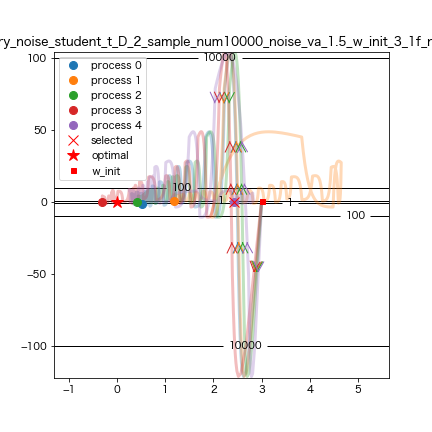 ry_noise_student_t_D_2_sample_num10000_noise_va_1.5_w_init_3_1f_r
100
50
0
−50
−100
−1
0
1
2
3
4
5
process 0
process 1
process 2
process 3
process 4
selected
optimal
w_init
10000
100
1
1
100
10000